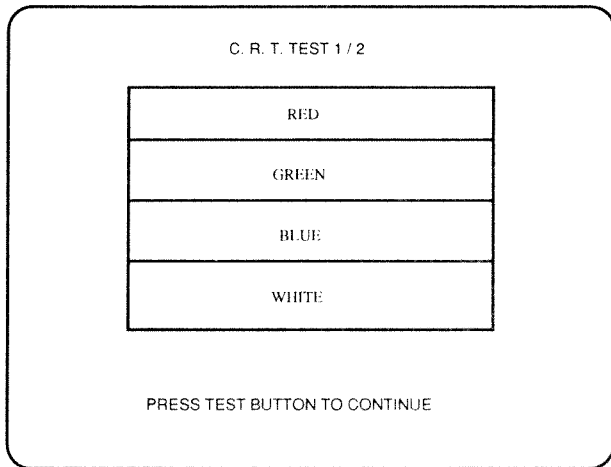 C. R. T. TEST 1 / 2
RED
GREEN
BLUE
WHITE
PRESS TEST BUTTON TO CONTINUE